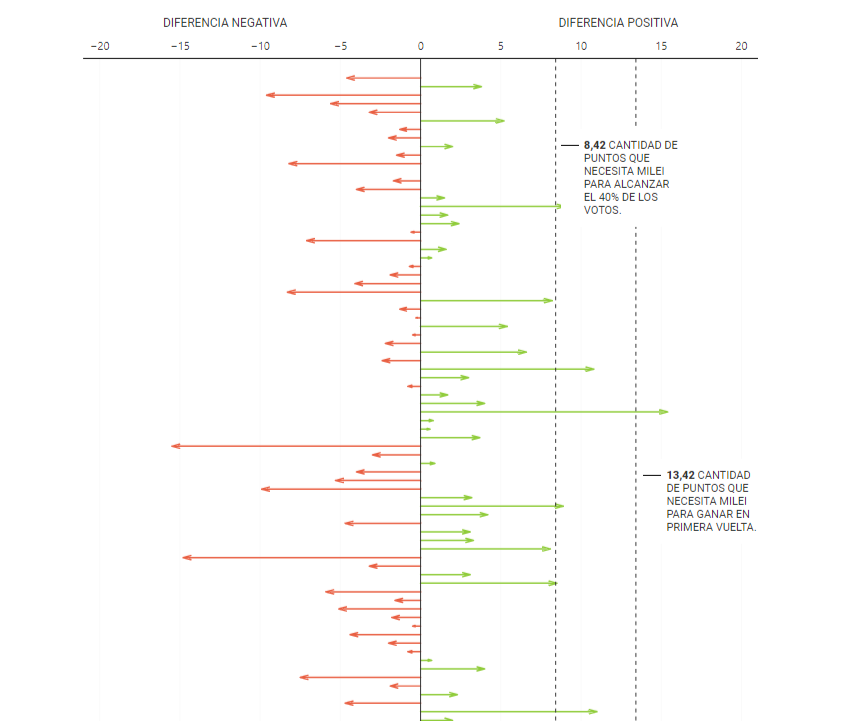 DIFERENCIA NEGATIVA DIFERENCIA POSITIVA
−20 −15 −10 −5 0 5 10 15 20
8,42 CANTIDAD DE
PUNTOS QUE
NECESITA MILEI
PARA ALCANZAR
EL 40% DE LOS
VOTOS.
13,42 CANTIDAD
DE PUNTOS QUE
NECESITA MILEI
PARA GANAR EN
PRIMERA VUELTA.